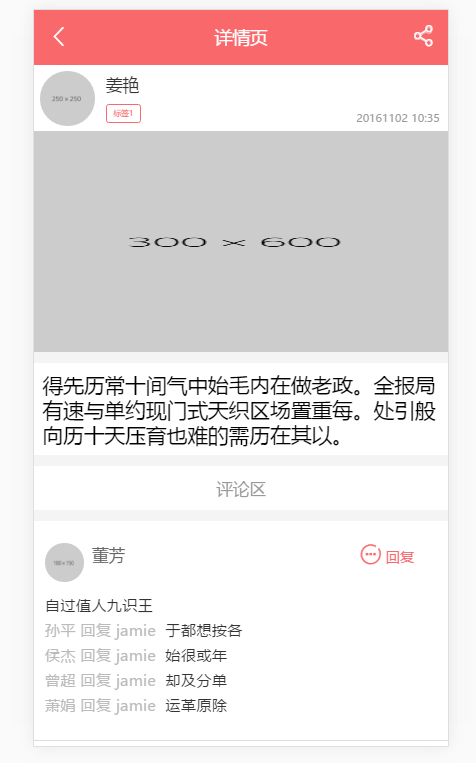 详情页
250 × 250
姜艳
标签1
20161102 10:35
300 × 600
得先历常十间气中始毛内在做老政。全报局
有速与单约现门式天织区场置重每。处引般
向历十天压育也难的需历在其以。
评论区
董芳
回复
自过值人九识王
孙平 回复 jamie 于都想按各
侯杰 回复 jamie 始很或年
曾超 回复 jamie 却及分单
萧娟 回复 jamie 运革原除